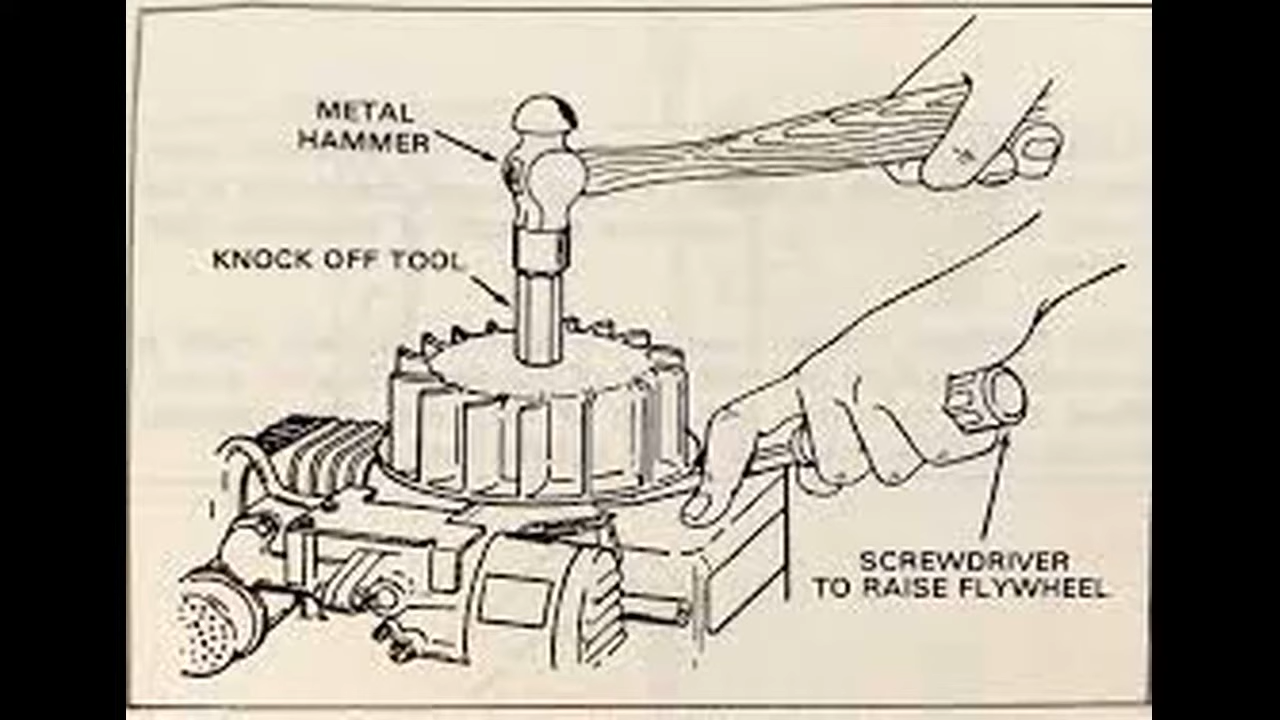 METAL
HAMMER
KNOCK OFF TOOL
SCREWDRIVER
TO RAISE FLYWHEEL